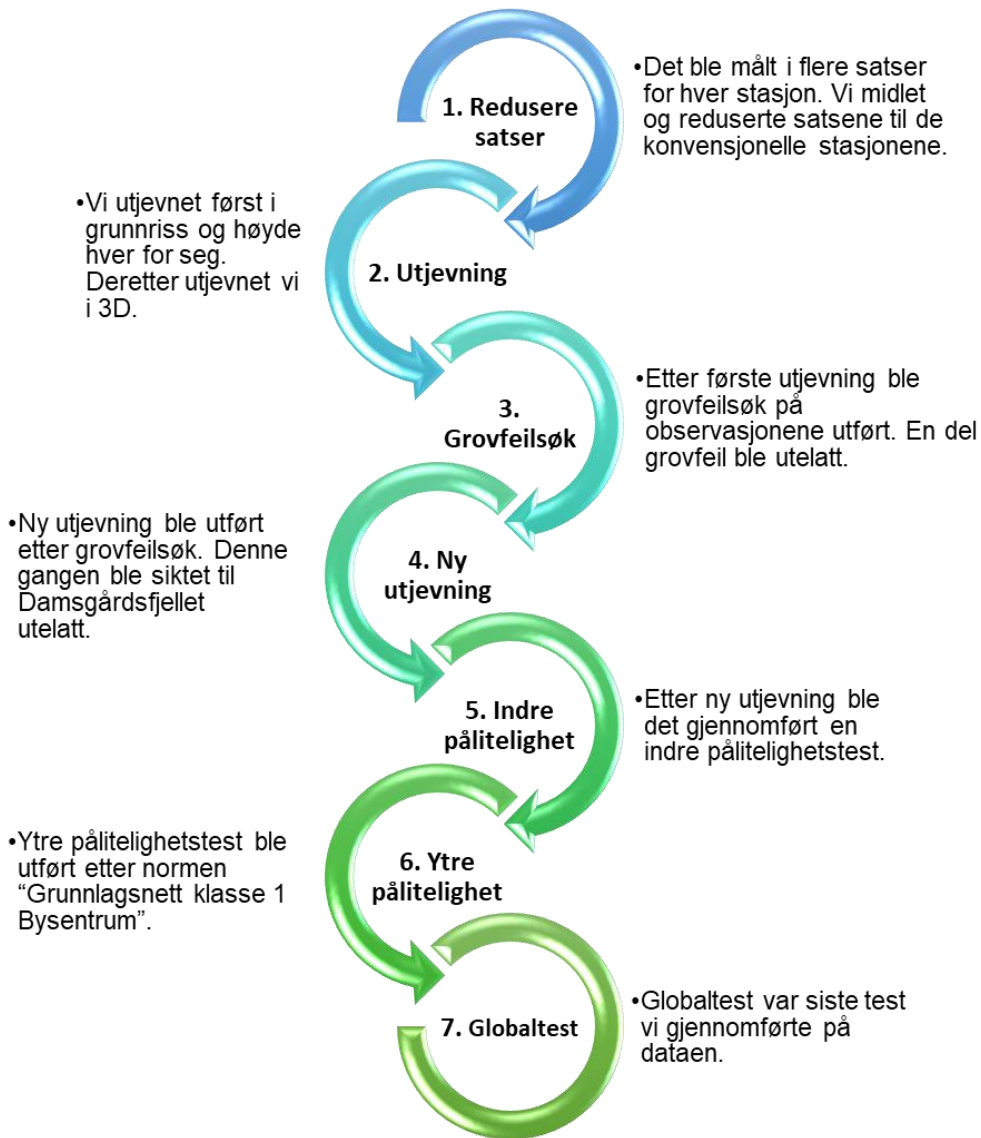 1. Redusere
satser
•Det ble målt i flere satser
for hver stasjon. Vi midlet
og reduserte satsene til de
konvensjonelle stasjonene.
2. Utjevning
•Vi utjevnet først i
grunnriss og høyde
hver for seg.
Deretter utjevnet vi
i 3D.
3.
Grovfeilsøk
•Etter første utjevning ble
grovfeilsøk på
observasjonene utført. En del
grovfeil ble utelatt.
4. Ny
utjevning
•Ny utjevning ble utført
etter grovfeilsøk. Denne
gangen ble siktet til
Damsgårdsfjellet
utelatt.
5. Indre
pålitelighet
•Etter ny utjevning ble
det gjennomført en
indre pålitelighetstest.
6. Ytre
pålitelighet
•Ytre pålitelighetstest ble
utført etter normen
“Grunnlagsnett klasse 1
Bysentrum”.
7. Globaltest
•Globaltest var siste test
vi gjennomførte på
dataen.